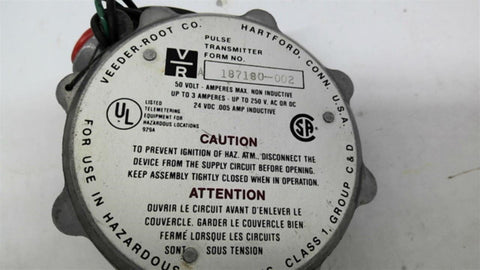 VEEDER-ROOT CO. HARTFORD, CONN. U.S.A.
V/R
PULSE
TRANSMITTER
FORM NO.
A 187180-002
50 VOLT - AMPERES MAX. NON INDUCTIVE
UP TO 3 AMPERES - UP TO 250 V. AC OR DC
24 VDC .005 AMP INDUCTIVE
UL
LISTED
TELEMETERING
EQUIPMENT FOR
HAZARDOUS LOCATIONS
929A
SA
CAUTION
TO PREVENT IGNITION OF HAZ. ATM., DISCONNECT THE
DEVICE FROM THE SUPPLY CIRCUIT BEFORE OPENING.
KEEP ASSEMBLY TIGHTLY CLOSED WHEN IN OPERATION.
ATTENTION
OUVRIR LE CIRCUIT AVANT D'ENLEVER LE
COUVERCLE. GARDER LE COUVERCLE BIEN
FERMÉ LORSQUE LES CIRCUITS
SONT SOUS TENSION
FOR USE IN HAZARDOUS CLASS 1, GROUP C & D